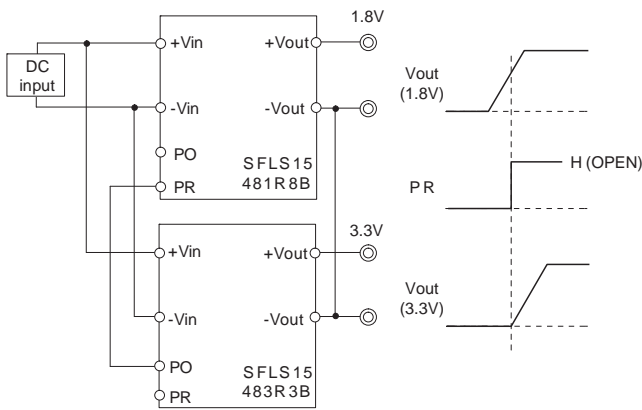 DC
input
+Vin
+Vout
1.8V
-Vin
-Vout
PO
PR
SFLS15
481R8B
+Vin
+Vout
3.3V
-Vin
-Vout
PO
PR
SFLS15
483R3B
Vout
(1.8V)
PR
H (OPEN)
Vout
(3.3V)